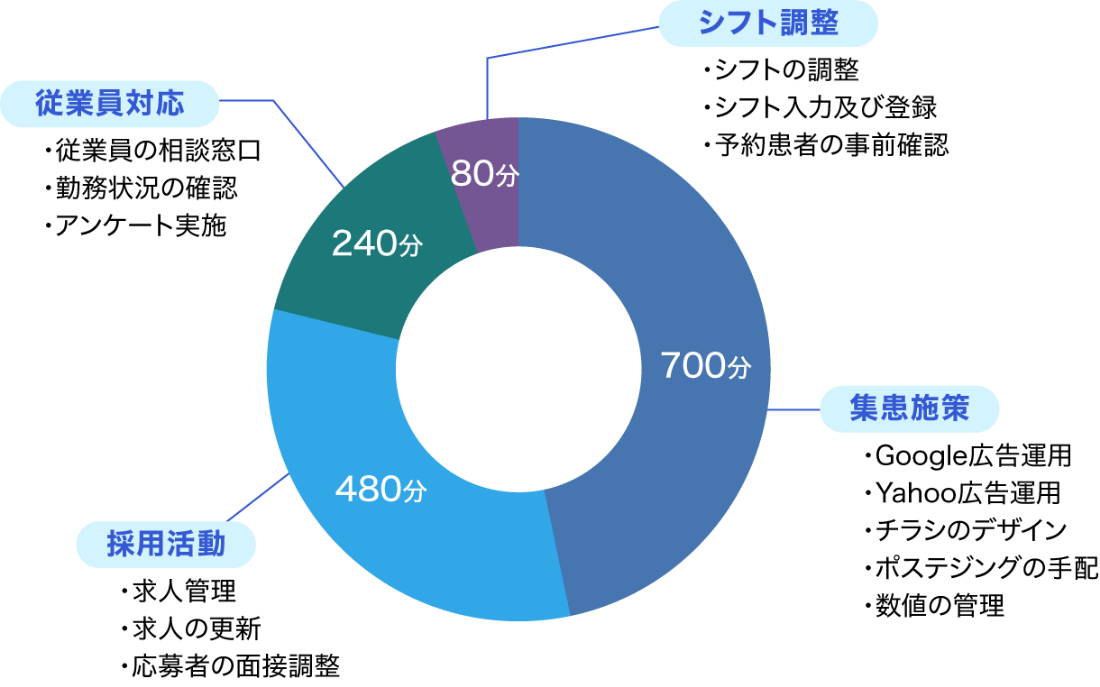 シフト調整
・シフトの調整
・シフト入力及び登録
・予約患者の事前確認
従業員対応
・従業員の相談窓口
・勤務状況の確認
・アンケート実施
80分
240分
700分
480分
集患施策
・Google広告運用
・Yahoo広告運用
・チラシのデザイン
・ポステジングの手配
・数値の管理
採用活動
・求人管理
・求人の更新
・応募者の面接調整